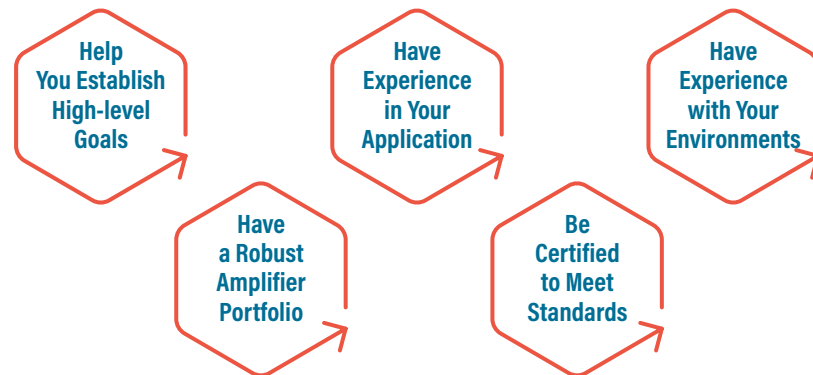 Help
You Establish
High-level
Goals
Have
a Robust
Amplifier
Portfolio
Have
Experience
in Your
Application
Be
Certified
to Meet
Standards
Have
Experience
with Your
Environments